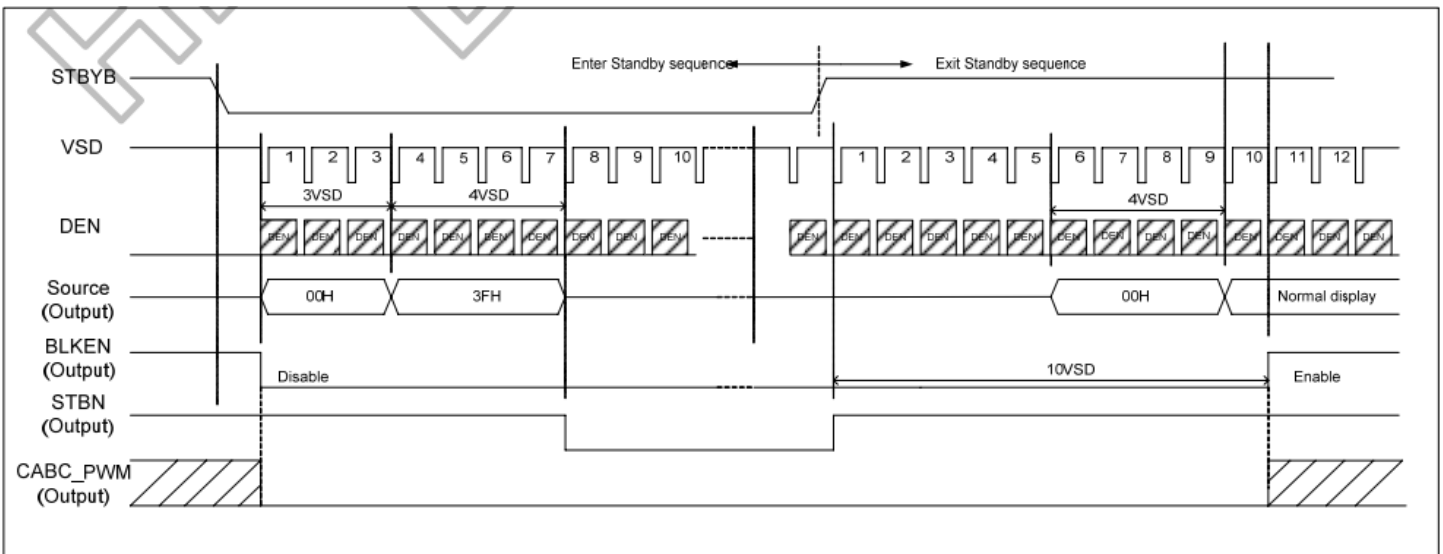 Enter Standby sequence Exit Standby sequence
STBYB
VSD 1 2 3 4 5 6 7 8 9 10 1 2 3 4 5 6 7 8 9 10 11 12
3VSD 4VSD 4VSD
DEN DEN DEN DEN DEN DEN DEN DEN DEN DEN DEN DEN DEN DEN DEN DEN DEN DEN DEN DEN DEN DEN DEN DEN
Source
(Output) 00H 3FH 00H Normal display
BLKEN
(Output) Disable 10VSD Enable
STBN
(Output)
CABC_PWM
(Output)